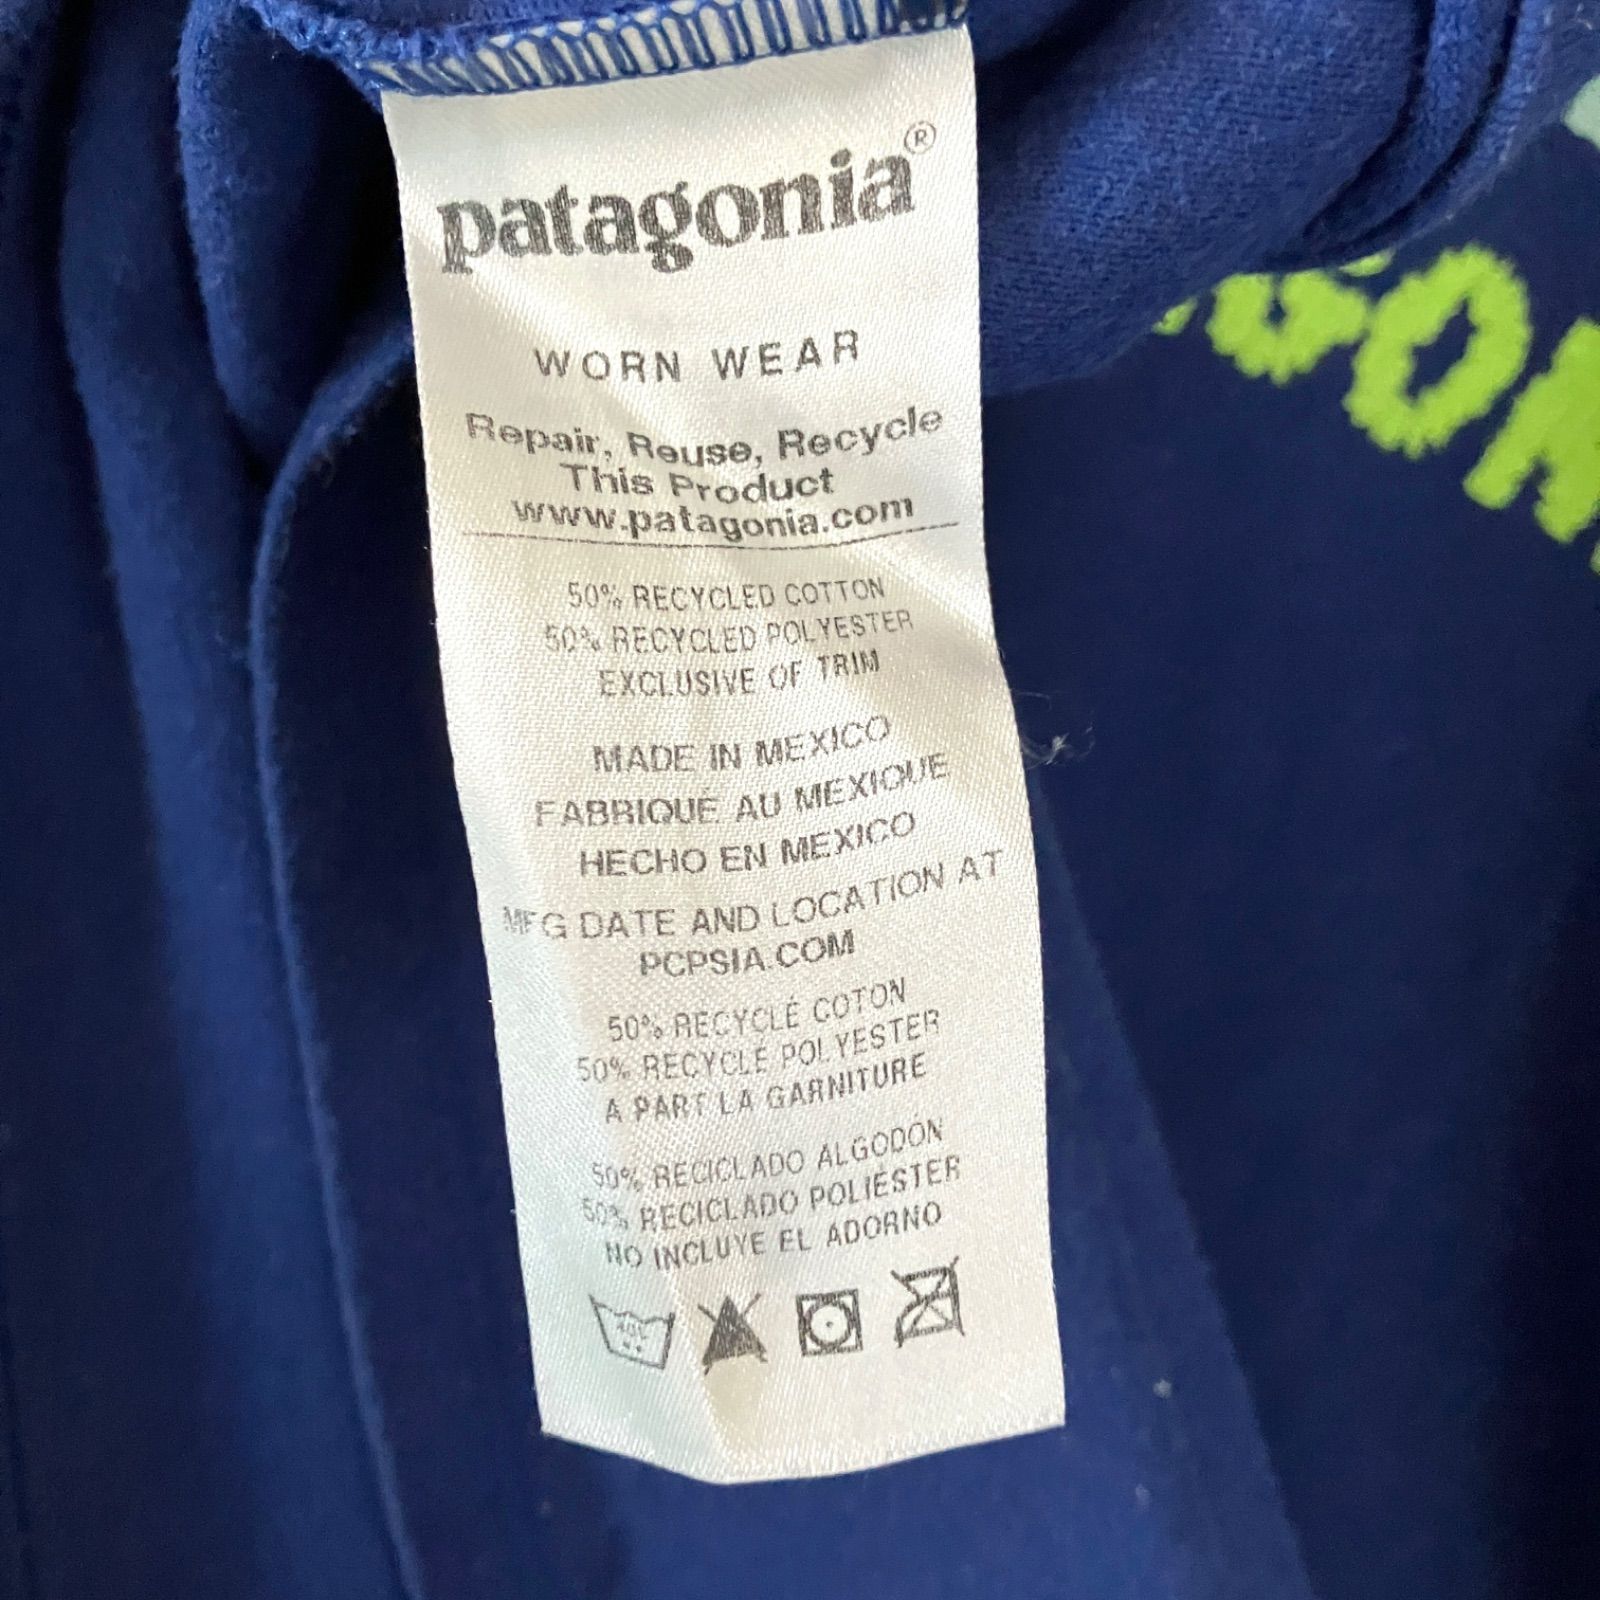 patagonia®
WORN WEAR
Repair, Reuse, Recycle
This Product
www.patagonia.com
50% RECYCLED COTTON
50% RECYCLED POLYESTER
EXCLUSIVE OF TRIM
MADE IN MEXICO
FABRIQUÉ AU MEXIQUE
HECHO EN MEXICO
MFG DATE AND LOCATION AT
PCPSIA.COM
50% RECYCLÉ COTON
50% RECYCLÉ POLYESTER
A PART LA GARNITURE
50% RECICLADO ALGODÓN
50% RECICLADO POLIÉSTER
NO INCLUYE EL ADORNO